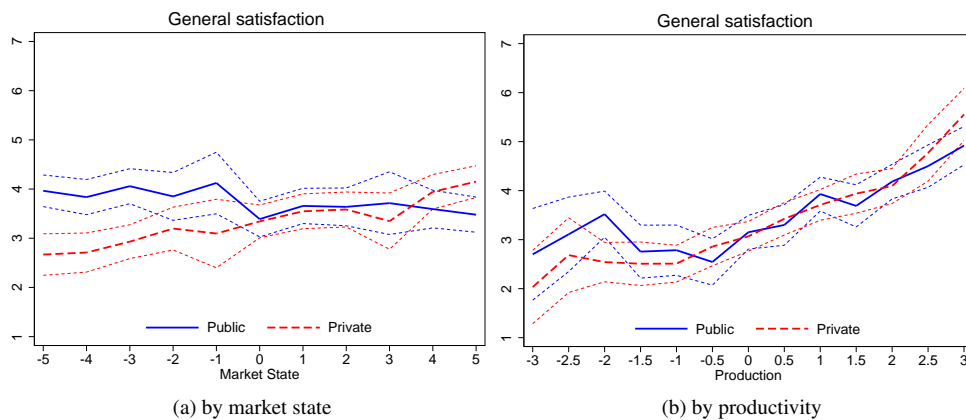 General satisfaction
7
6
5
4
3
2
1
Public Private
-5 -4 -3 -2 -1 0 1 2 3 4 5
Market State
(a) by market state
General satisfaction
7
6
5
4
3
2
1
Public Private
-3 -2.5 -2 -1.5 -1 -0.5 0 0.5 1 1.5 2 2.5 3
Production
(b) by productivity